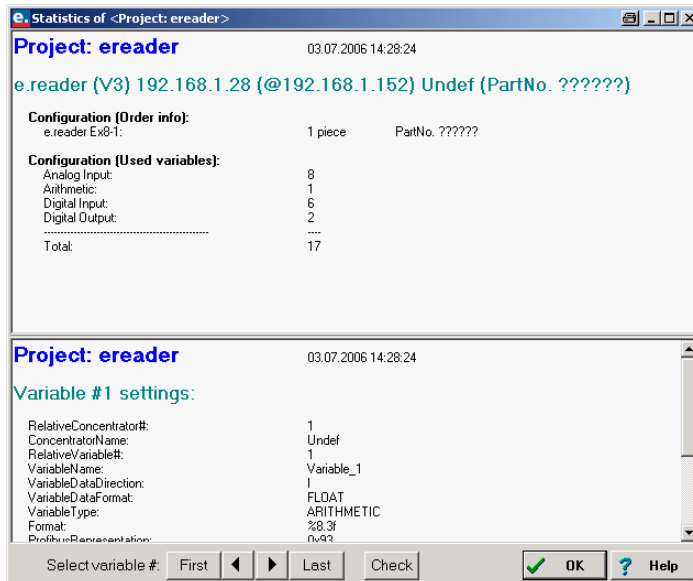 e. Statistics of <Project: ereader>
Project: ereader 03.07.2006 14:28:24
e.reader (V3) 192.168.1.28 (@192.168.1.152) Undef (PartNo. ??????)
Configuration (Order info):
e.reader Ex8-1: 1 piece PartNo. ??????
Configuration (Used variables):
Analog Input: 8
Arithmetic: 1
Digital Input: 6
Digital Output: 2
----------------------------------------------------- ----
Total: 17
Project: ereader 03.07.2006 14:28:24
Variable #1 settings:
RelativeConcentrator#: 1
ConcentratorName: Undef
RelativeVariable#: 1
VariableName: Variable_1
VariableDataDirection: I
VariableDataFormat: FLOAT
VariableType: ARITHMETIC
Format: %8.3f
ProfibusRepresentation: 0x93
Select variable #: First Last Check OK ? Help